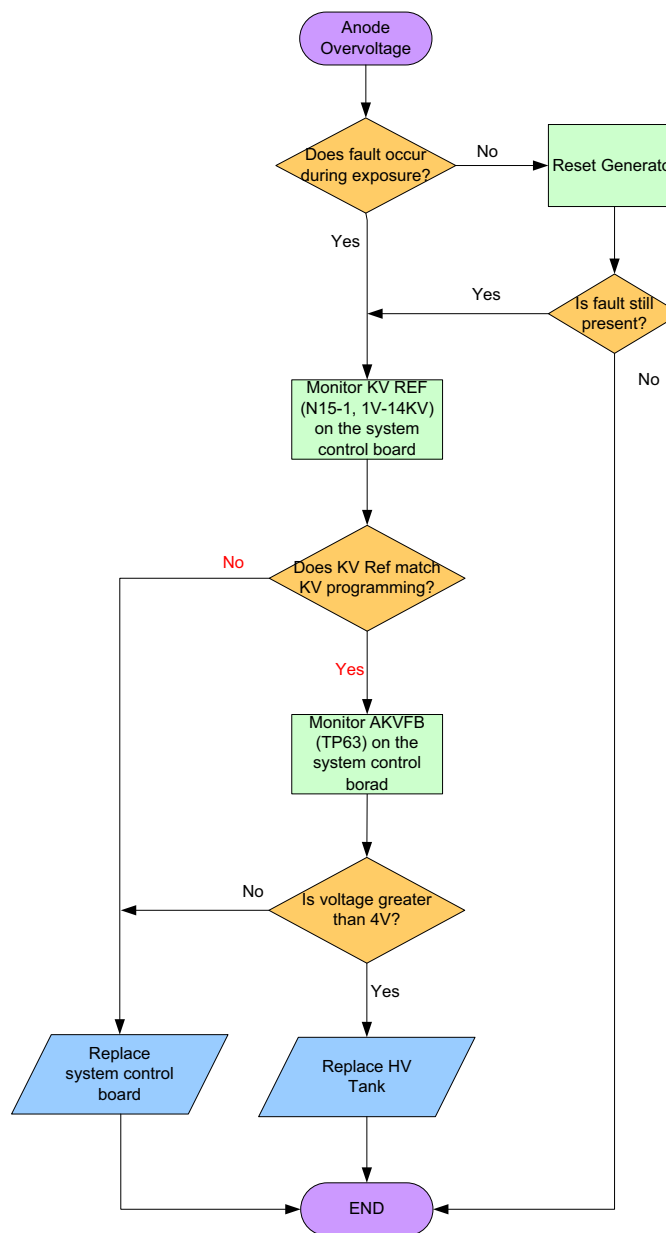 Anode
Overvoltage
Does fault occur
during exposure?
No
Reset Generator
Yes
Is fault still
present?
Yes
No
Monitor KV REF
(N15-1, 1V-14KV)
on the system
control board
Does KV Ref match
KV programming?
No
Yes
Monitor AKVFB
(TP63) on the
system control
borad
Is voltage greater
than 4V?
No
Yes
Replace
system control
board
Replace HV
Tank
END